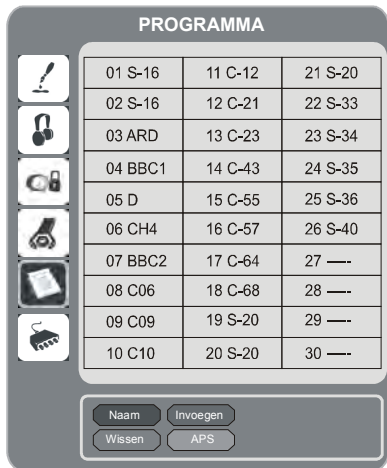 PROGRAMMA
01 S-16 11 C-12 21 S-20
02 S-16 12 C-21 22 S-33
03 ARD 13 C-23 23 S-34
04 BBC1 14 C-43 24 S-35
05 D 15 C-55 25 S-36
06 CH4 16 C-57 26 S-40
07 BBC2 17 C-64 27 ----
08 C06 18 C-68 28 ----
09 C09 19 S-20 29 ----
10 C10 20 S-20 30 ----
Naam Invoegen
Wissen APS